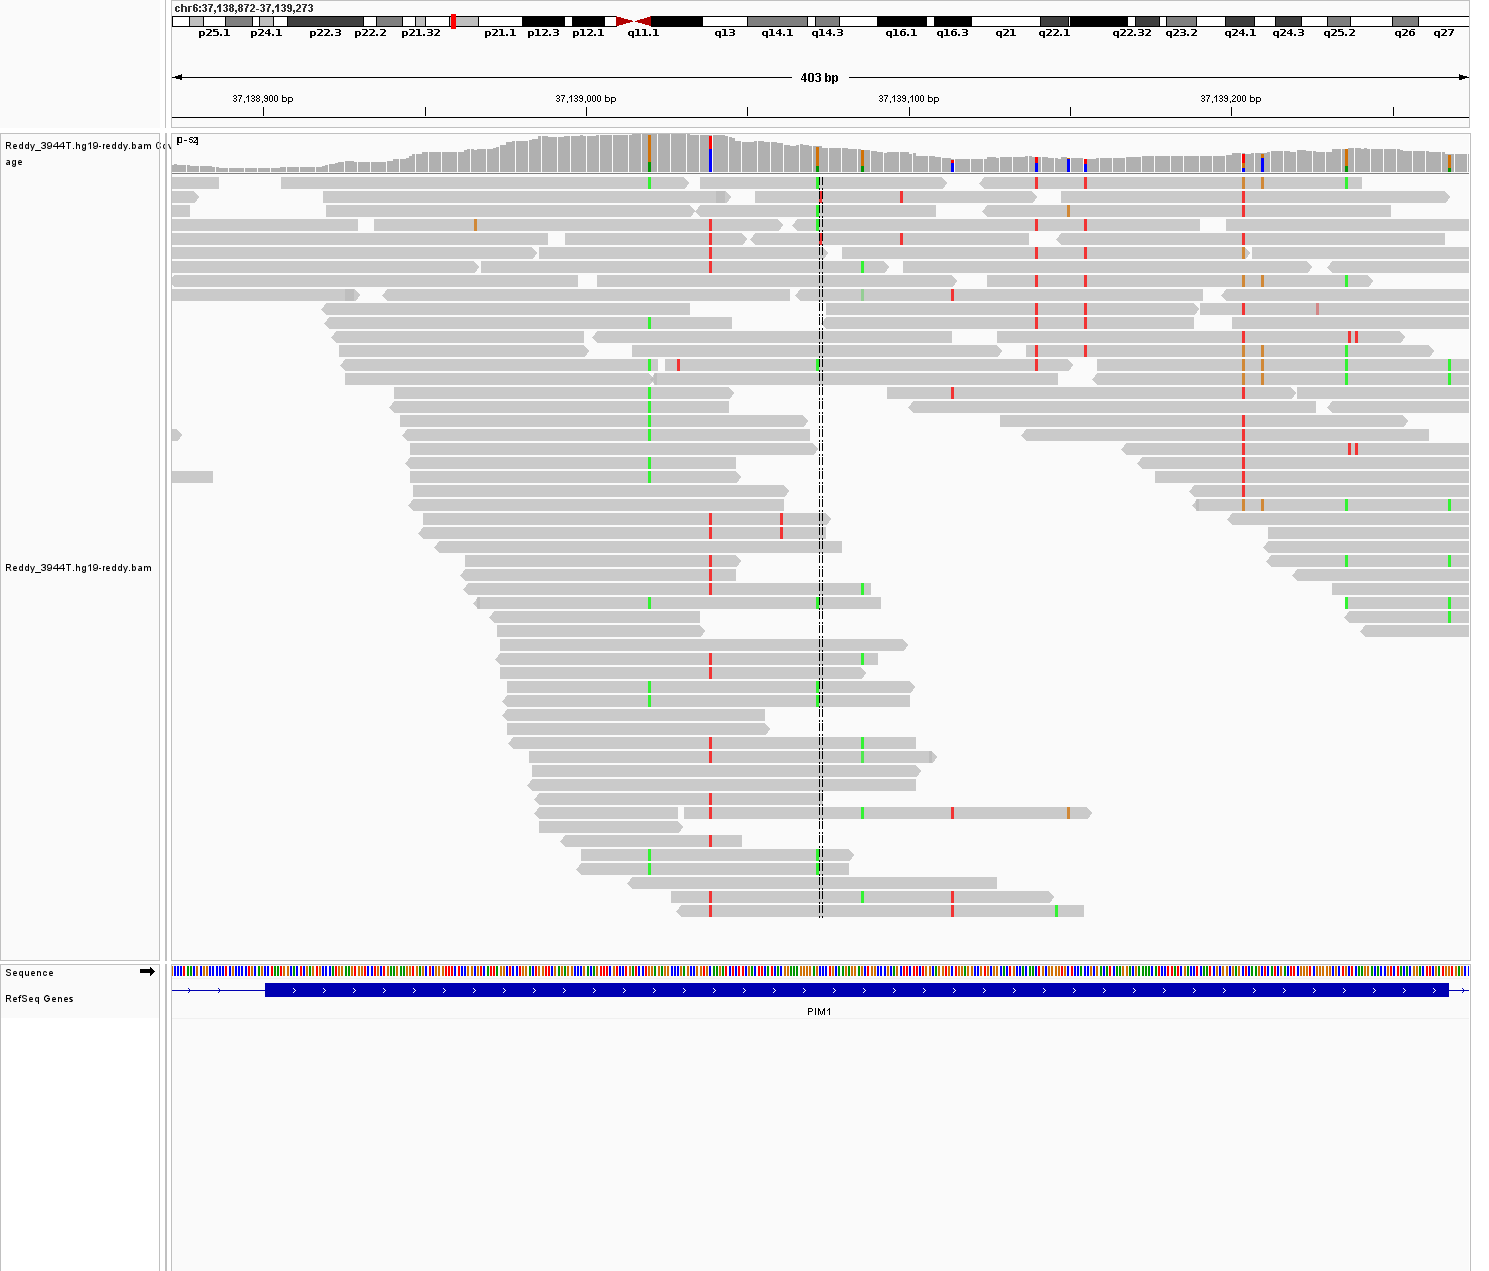 chr6:37,138,872-37,139,273
p25.1 p24.1 p22.3 p22.2 p21.32 p21.1 p12.3 p12.1 q11.1 q13 q14.1 q14.3 q16.1 q16.3 q21 q22.1 q22.32 q23.2 q24.1 q24.3 q25.2 q26 q27
403 bp
37,138,900 bp 37,139,000 bp 37,139,100 bp 37,139,200 bp
Reddy_3944T.hg19-reddy.bam Cov
age
[0-52]
Reddy_3944T.hg19-reddy.bam
Sequence
RefSeq Genes
PIM1